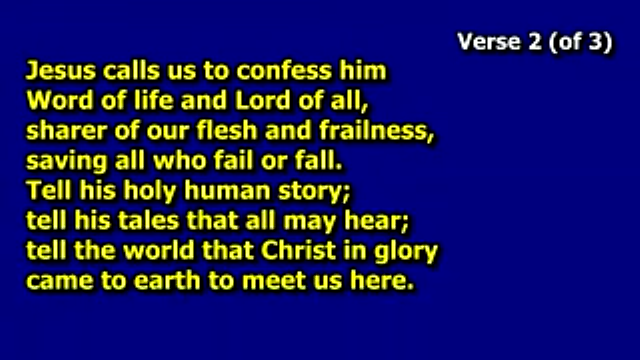 Verse 2 (of 3)
Jesus calls us to confess him
Word of life and Lord of all,
sharer of our flesh and frailness,
saving all who fail or fall.
Tell his holy human story;
tell his tales that all may hear;
tell the world that Christ in glory
came to earth to meet us here.